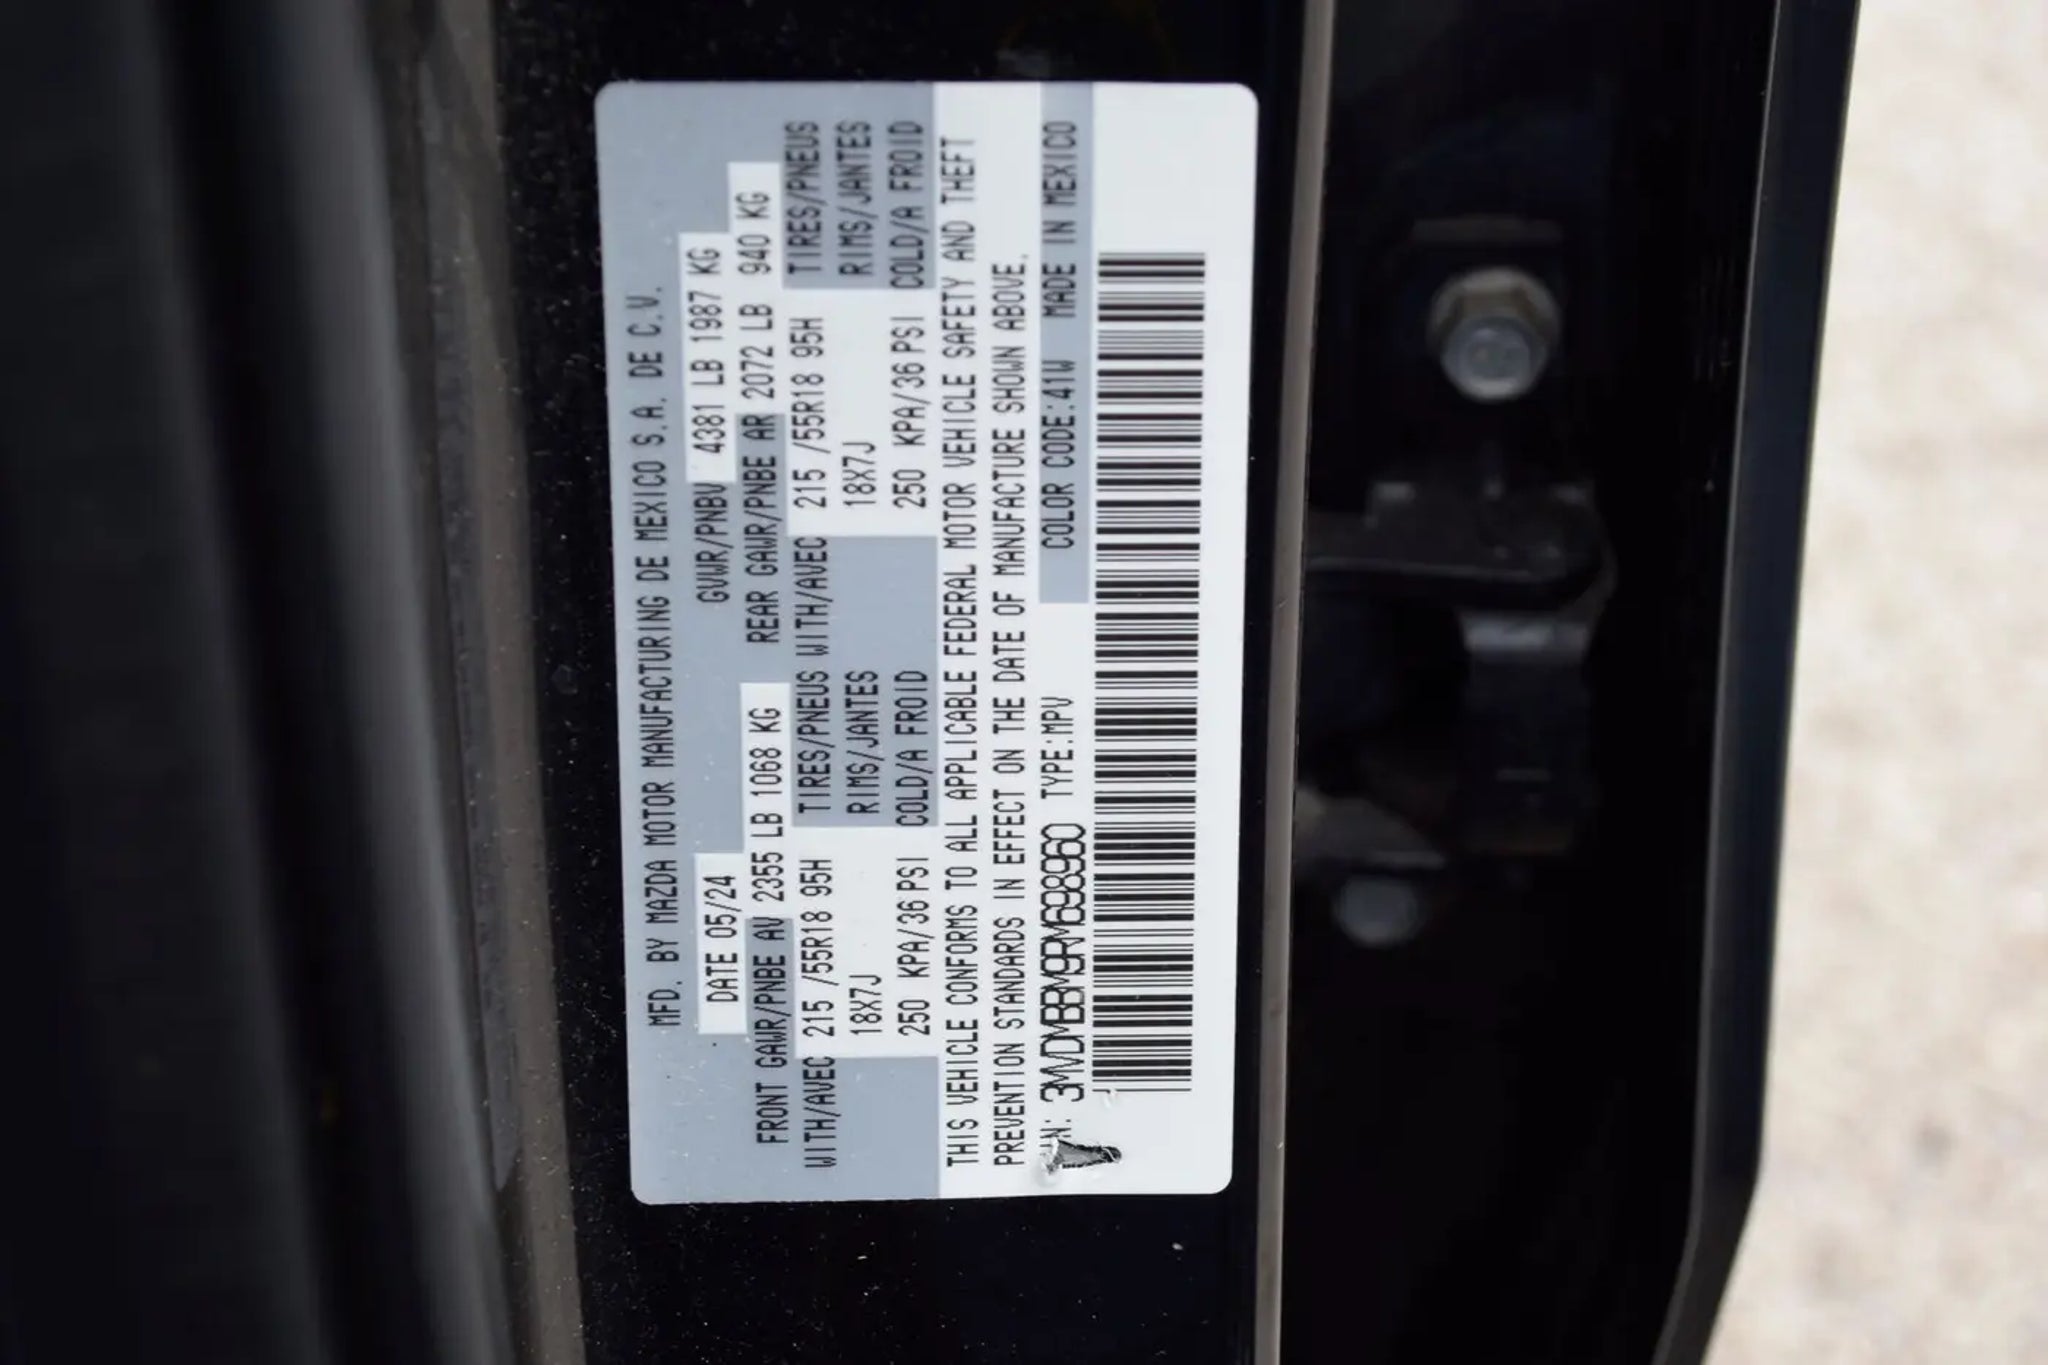 MFD. BY MAZDA MOTOR MANUFACTURING DE MEXICO S.A. DE C.V.
DATE 05/24 GVWR/PNBV 4381 LB 1987 KG
FRONT GAWR/PNBE AV 2355 LB 1068 KG REAR GAWR/PNBE AR 2072 LB 940 KG
WITH/AVEC 215 /55R18 95H TIRES/PNEUS WITH/AVEC 215 /55R18 95H TIRES/PNEUS
18X7J RIMS/JANTES 18X7J RIMS/JANTES
250 KPA/36 PSI COLD/A FROID 250 KPA/36 PSI COLD/A FROID
THIS VEHICLE CONFORMS TO ALL APPLICABLE FEDERAL MOTOR VEHICLE SAFETY AND THEFT
PREVENTION STANDARDS IN EFFECT ON THE DATE OF MANUFACTURE SHOWN ABOVE.
VIN: 3MVDMBBM9RM698960 TYPE:MPV COLOR CODE:41W MADE IN MEXICO